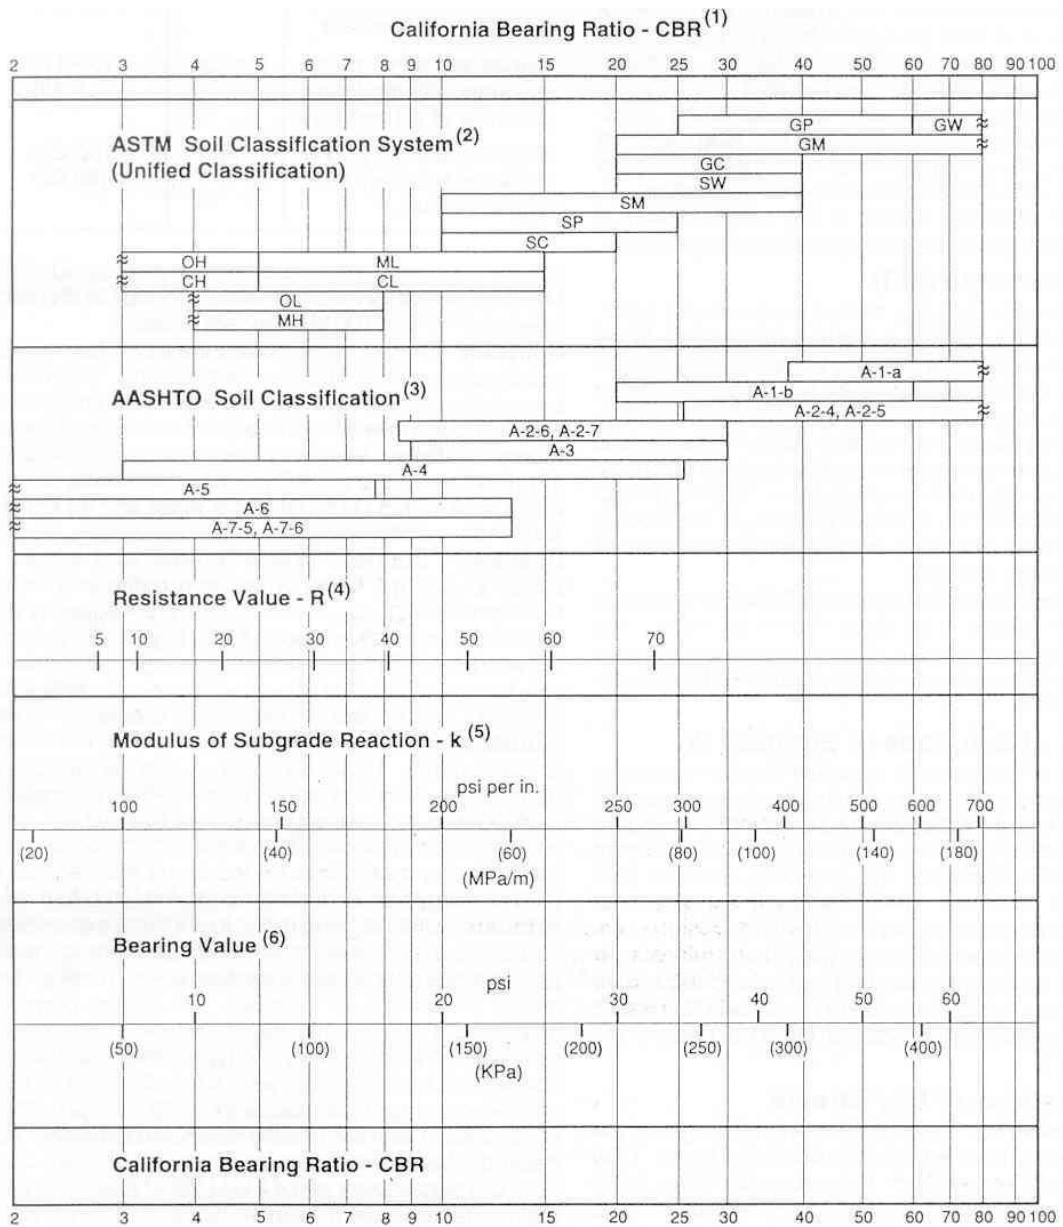 California Bearing Ratio - CBR(1)
2 3 4 5 6 7 8 9 10 15 20 25 30 40 50 60 70 80 90 100
GP GW
ASTM Soil Classification System(2)
GM
(Unified Classification)
GC
SW
SM
SP
SC
OH ML
CH CL
OL
MH
A-1-a
AASHTO Soil Classification(3)
A-1-b
A-2-4, A-2-5
A-2-6, A-2-7
A-3
A-4
A-5
A-6
A-7-5, A-7-6
Resistance Value - R(4)
5 10 20 30 40 50 60 70
Modulus of Subgrade Reaction - k(5)
psi per in.
100 150 200 250 300 400 500 600 700
(20) (40) (60) (80) (100) (140) (180)
(MPa/m)
Bearing Value (6)
psi
10 20 30 40 50 60
(50) (100) (150) (200) (250) (300) (400)
(KPa)
California Bearing Ratio - CBR
2 3 4 5 6 7 8 9 10 15 20 25 30 40 50 60 70 80 90 100